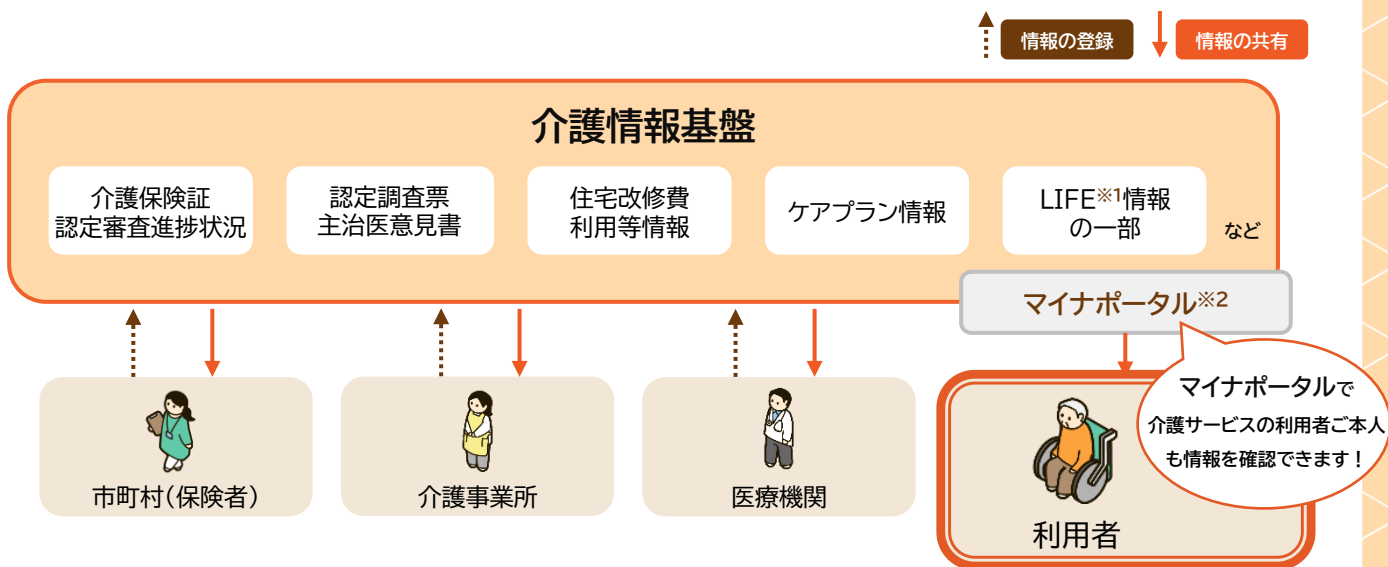 情報の登録
情報の共有
介護情報基盤
介護保険証
認定審査進捗状況
認定調査票
主治医意見書
住宅改修費
利用等情報
ケアプラン情報
LIFE※1情報
の一部
など
マイナポータル※2
マイナポータルで
介護サービスの利用者ご本人
も情報を確認できます！
市町村(保険者)
介護事業所
医療機関
利用者